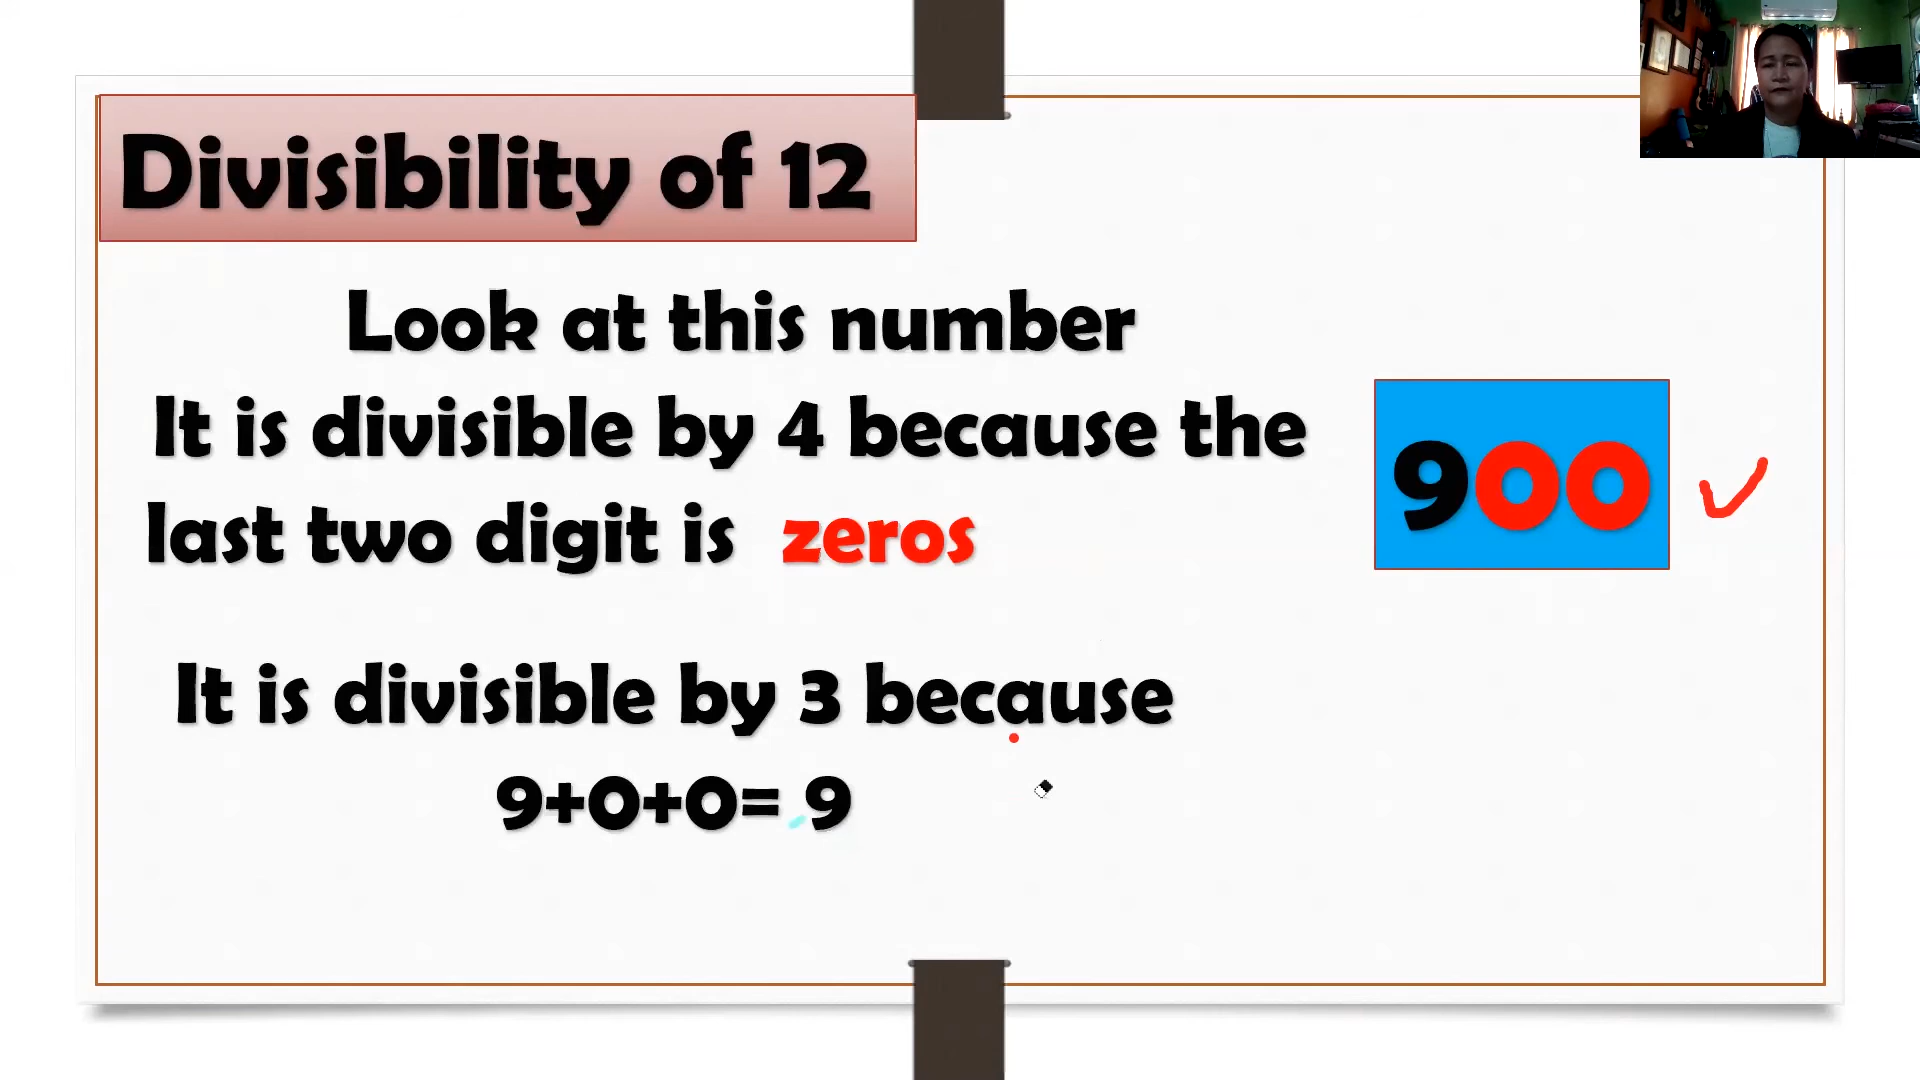 Divisibility of 12
Look at this number
It is divisible by 4 because the
last two digit is zeros
900
It is divisible by 3 because
9+0+0= 9